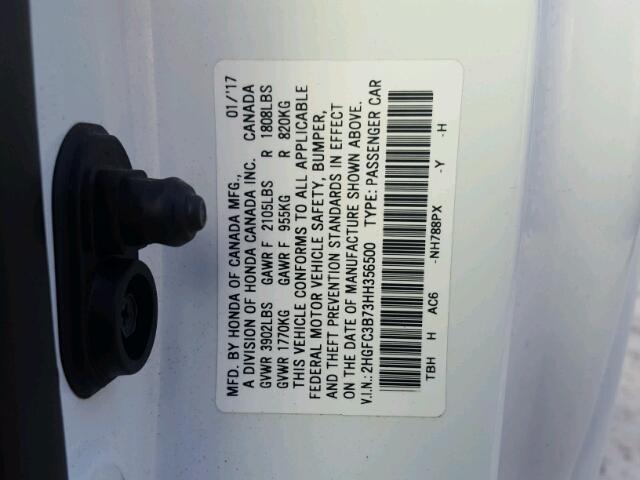 MFD. BY HONDA OF CANADA MFG., 01/'17
A DIVISION OF HONDA CANADA INC. CANADA
GVWR 3902LBS GAWR F 2105LBS R 1808LBS
GVWR 1770KG GAWR F 955KG R 820KG
THIS VEHICLE CONFORMS TO ALL APPLICABLE
FEDERAL MOTOR VEHICLE SAFETY, BUMPER,
AND THEFT PREVENTION STANDARDS IN EFFECT
ON THE DATE OF MANUFACTURE SHOWN ABOVE.
V.I.N.: 2HGFC3B73HH356500 TYPE: PASSENGER CAR
TBH H AC6 -NH788PX -Y -H